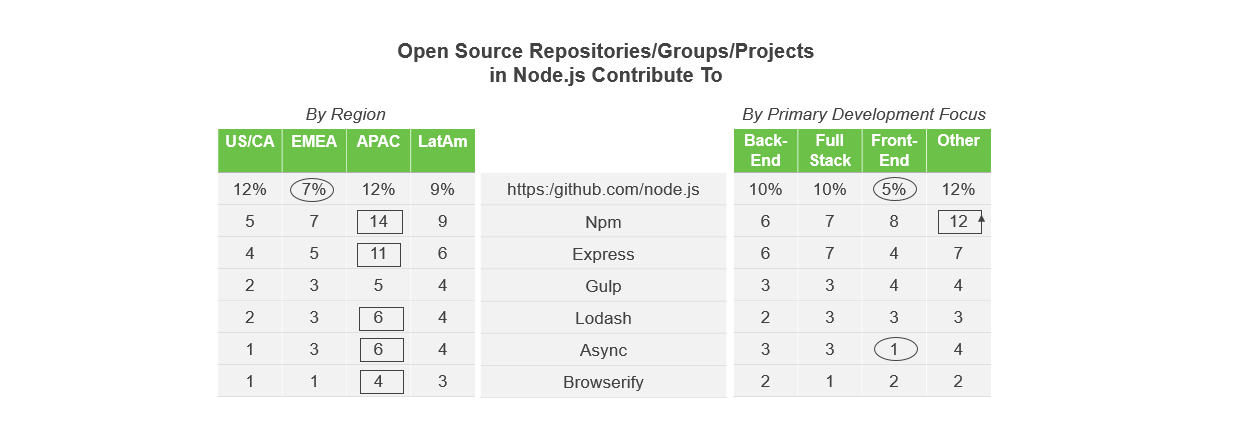 Open Source Repositories/Groups/Projects
in Node.js Contribute To
By Region By Primary Development Focus
US/CA EMEA APAC LatAm Back-End Full Stack Front-End Other
12% 7% 12% 9% https:/github.com/node.js 10% 10% 5% 12%
5 7 14 9 Npm 6 7 8 12
4 5 11 6 Express 6 7 4 7
2 3 5 4 Gulp 3 3 4 4
2 3 6 4 Lodash 2 3 3 3
1 3 6 4 Async 3 3 1 4
1 1 4 3 Browserify 2 1 2 2